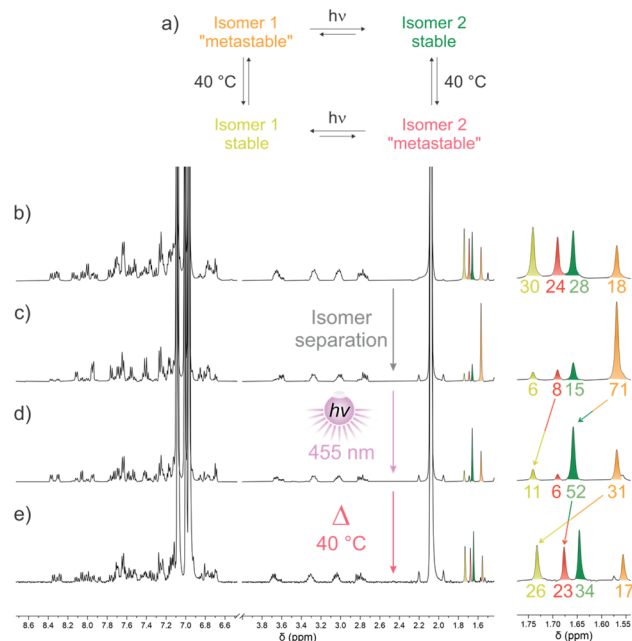 a)
Isomer 1
"metastable"
hν
Isomer 2
stable
40 °C
40 °C
Isomer 1
stable
hν
Isomer 2
"metastable"
b)
30 24 28 18
c)
Isomer
separation
6 8 15 71
d)
hv
455 nm
11 6 52 31
e)
Δ
40 °C
26 23 34 17
8.4 8.2 8.0 7.8 7.6 7.4 7.2 7.0 6.8 6.6
3.8 3.6 3.4 3.2 3.0 2.8 2.6 2.4 2.2 2.0 1.8 1.6
1.75 1.70 1.65 1.60 1.55
δ (ppm) δ (ppm)